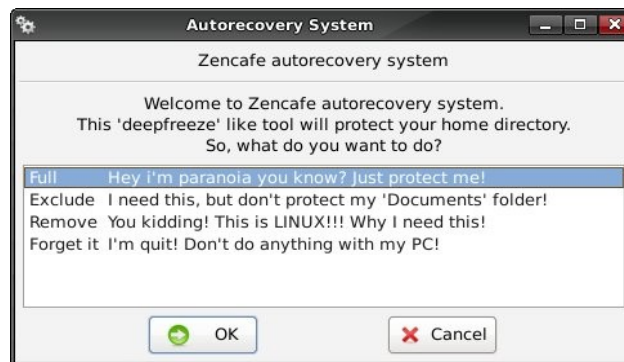 Autorecovery System
Zencafe autorecovery system
Welcome to Zencafe autorecovery system.
This 'deepfreeze' like tool will protect your home directory.
So, what do you want to do?
Full Hey i'm paranoia you know? Just protect me!
Exclude I need this, but don't protect my 'Documents' folder!
Remove You kidding! This is LINUX!!! Why I need this!
Forget it I'm quit! Don't do anything with my PC!
OK Cancel